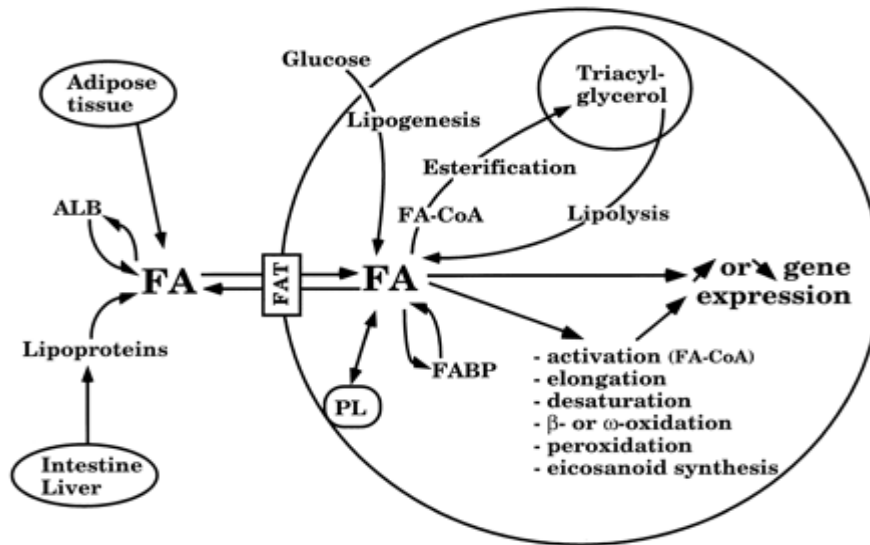 Adipose
tissue
ALB
FA
Lipoproteins
Intestine
Liver
FAT
Glucose
Lipogenesis
Triacyl-
glycerol
Esterification
FA-CoA
Lipolysis
FA
FABP
PL
or gene
expression
- activation (FA-CoA)
- elongation
- desaturation
- β- or ω-oxidation
- peroxidation
- eicosanoid synthesis